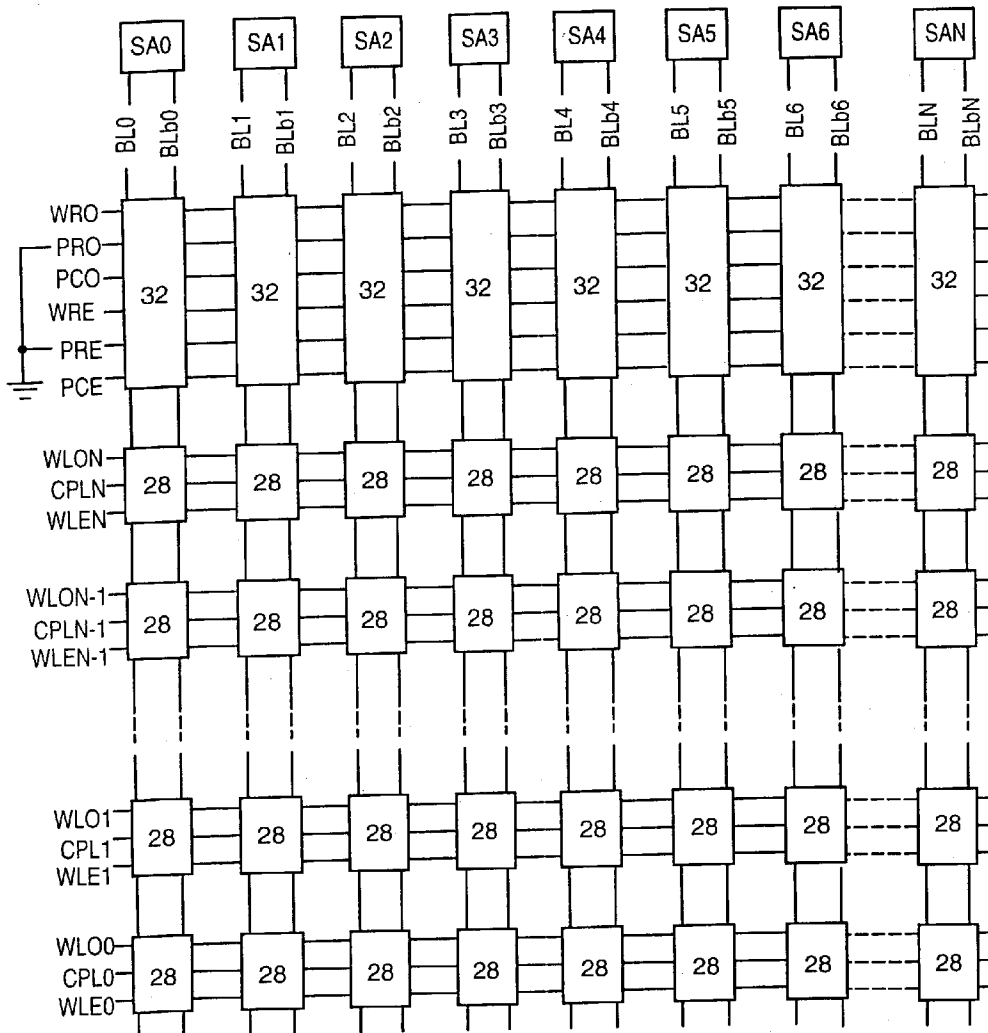 SA0 SA1 SA2 SA3 SA4 SA5 SA6 SAN
BL0 BLb0 BL1 BLb1 BL2 BLb2 BL3 BLb3 BL4 BLb4 BL5 BLb5 BL6 BLb6 BLN BLbN
WRO
PRO
PCO
32 32 32 32 32 32 32 32
WRE
PRE
PCE
WLON
CPLN 28 28 28 28 28 28 28 28
WLEN
WLON-1
CPLN-1 28 28 28 28 28 28 28 28
WLEN-1
WLO1
CPL1 28 28 28 28 28 28 28 28
WLE1
WLO0
CPL0 28 28 28 28 28 28 28 28
WLE0